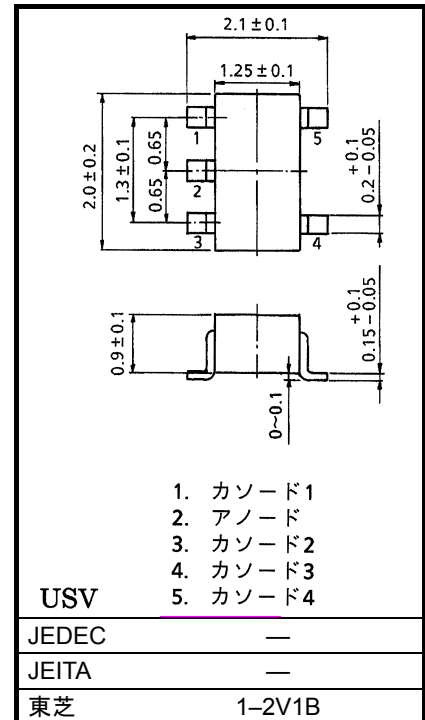 2.1±0.1
1.25±0.1
1
5
2.0±0.2
1.3±0.1
0.65
0.65
2
+0.1
0.2-0.05
3
4
0.9±0.1
+0.1
0.15-0.05
0~0.1
1. カソード1
2. アノード
3. カソード2
4. カソード3
USV
5. カソード4
JEDEC —
JEITA —
東芝 1–2V1B